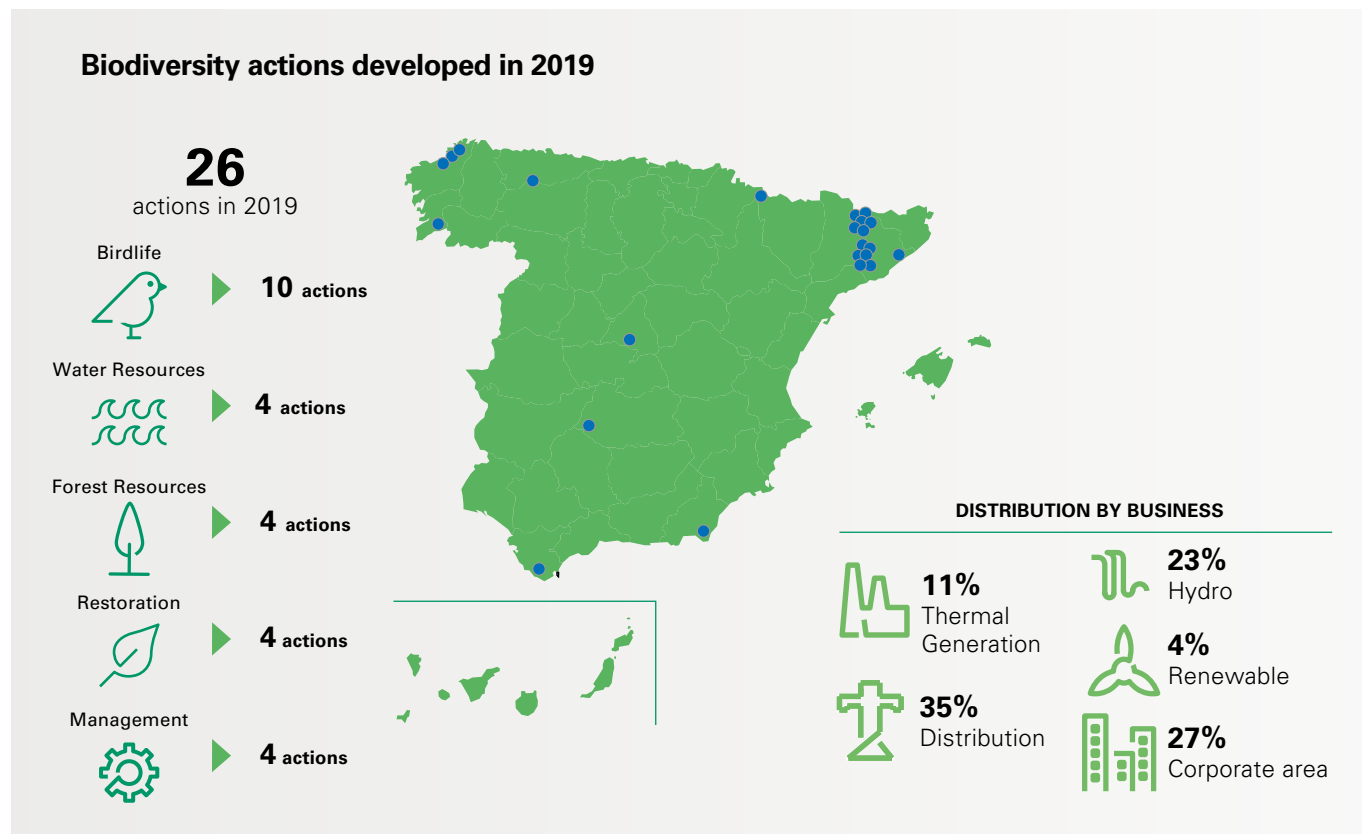 Biodiversity actions developed in 2019
26
actions in 2019
Birdlife
10 actions
Water Resources
4 actions
Forest Resources
4 actions
Restoration
4 actions
Management
4 actions
DISTRIBUTION BY BUSINESS
11%
Thermal
Generation
35%
Distribution
23%
Hydro
4%
Renewable
27%
Corporate area